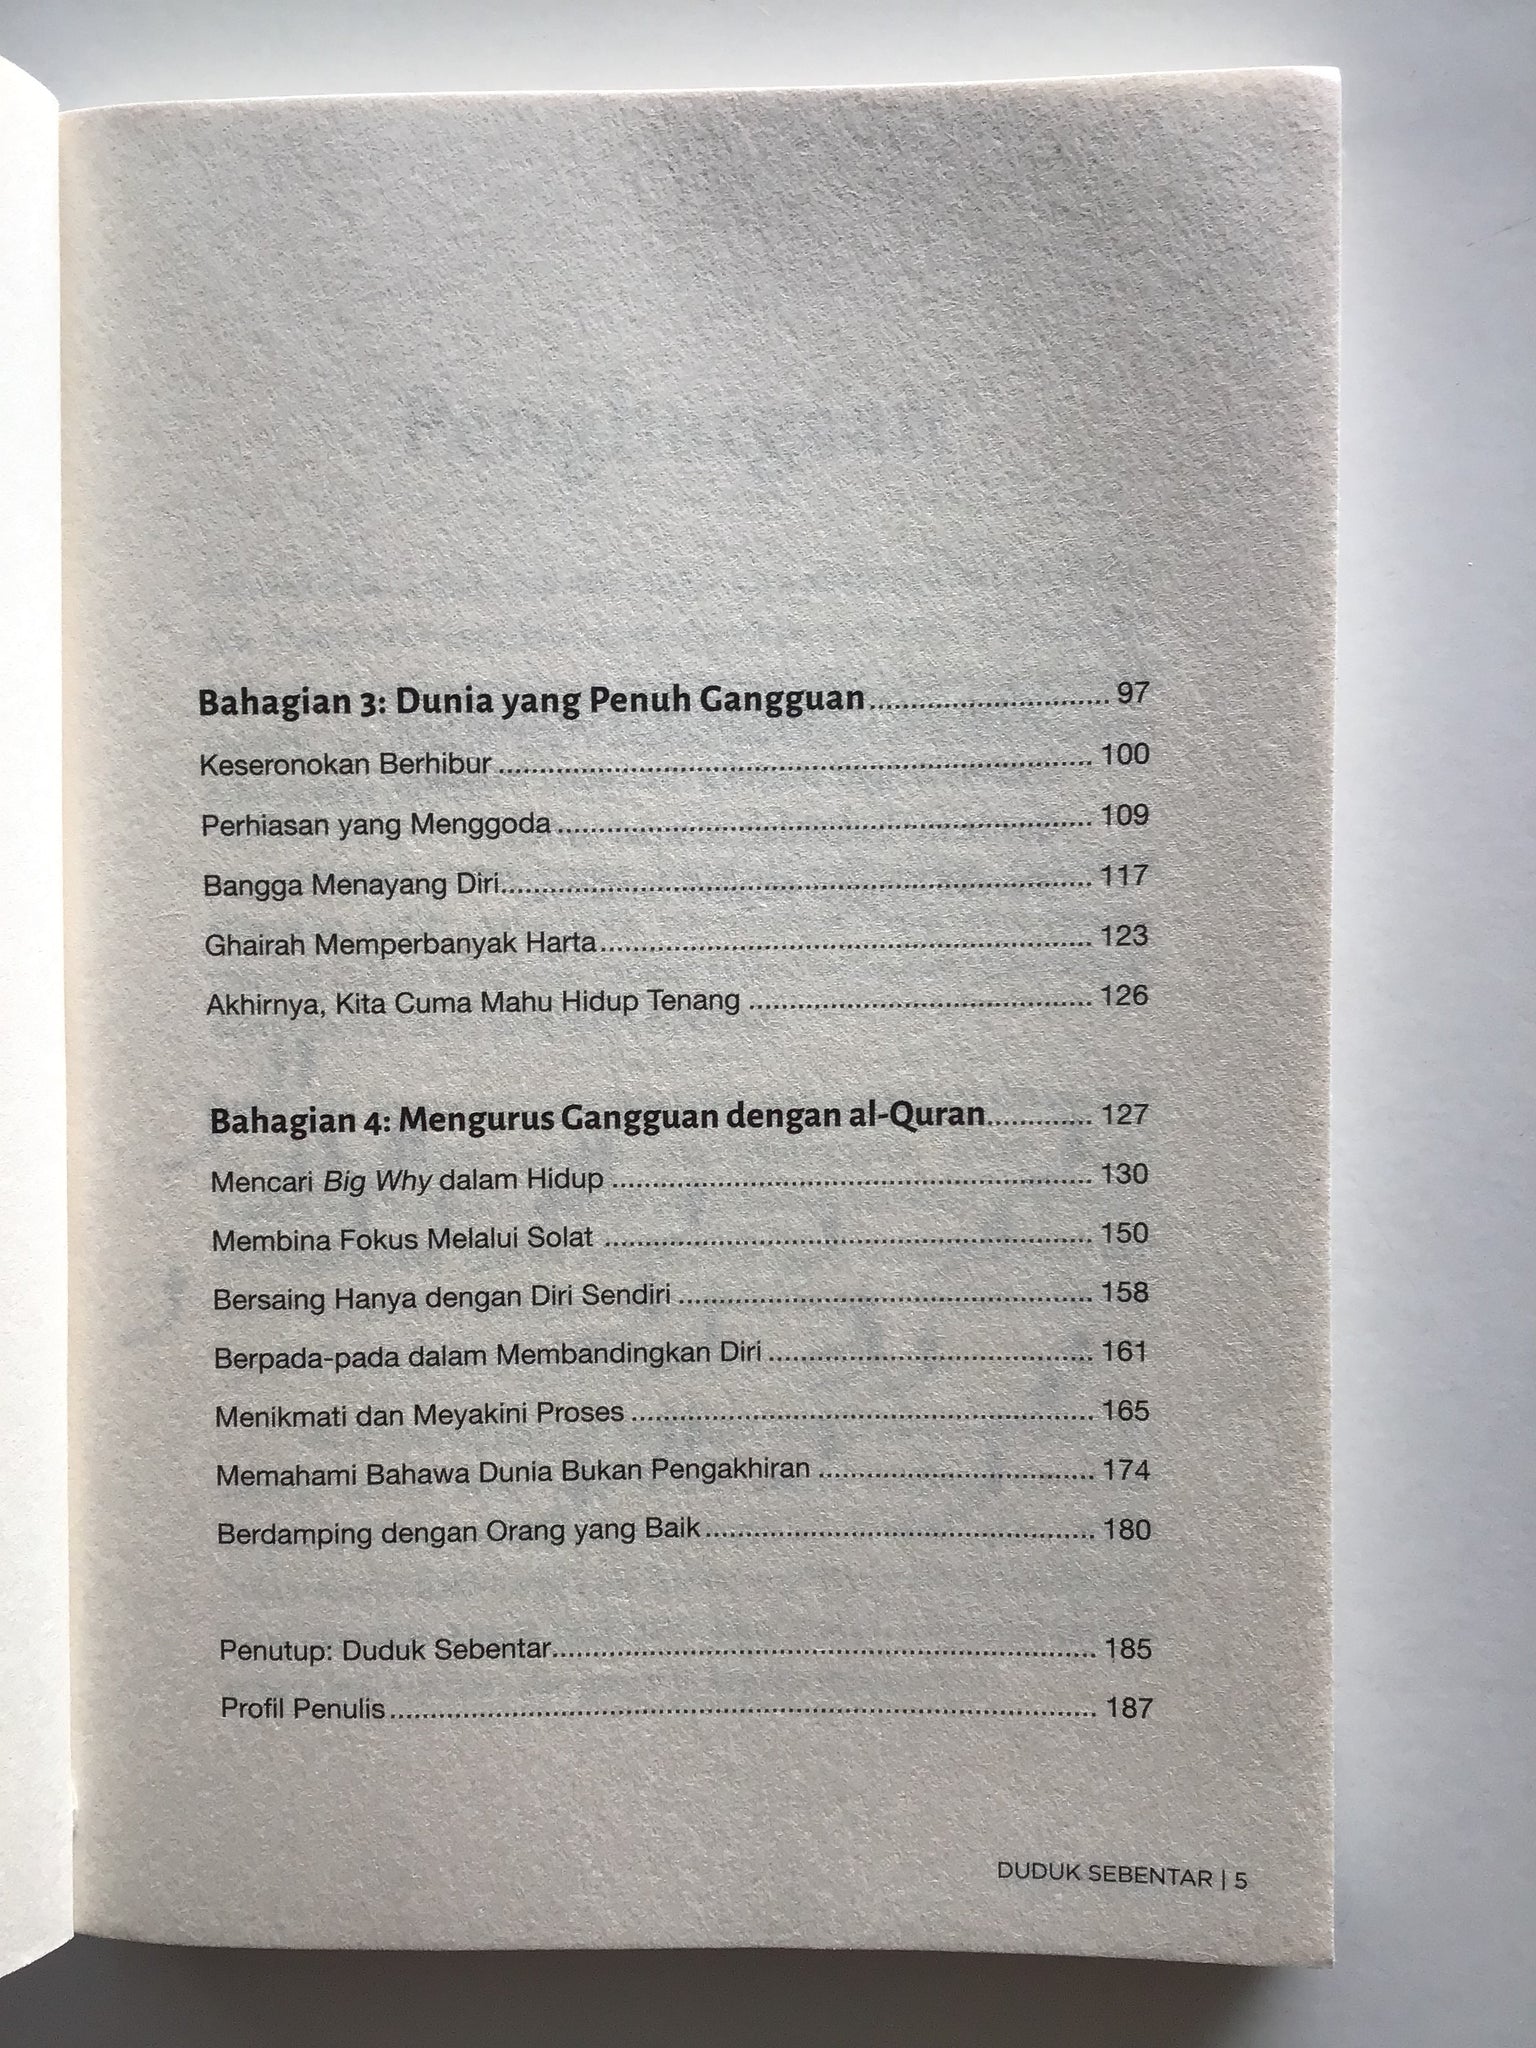 Bahagian 3: Dunia yang Penuh Gangguan............................. 97
Keseronokan Berhibur........................................................................ 100
Perhiasan yang Menggoda................................................................. 109
Bangga Menayang Diri........................................................................ 117
Ghairah Memperbanyak Harta............................................................ 123
Akhirnya, Kita Cuma Mahu Hidup Tenang.......................................... 126
Bahagian 4: Mengurus Gangguan dengan al-Quran............. 127
Mencari Big Why dalam Hidup........................................................... 130
Membina Fokus Melalui Solat............................................................ 150
Bersaing Hanya dengan Diri Sendiri................................................... 158
Berpada-pada dalam Membandingkan Diri........................................ 161
Menikmati dan Meyakini Proses......................................................... 165
Memahami Bahawa Dunia Bukan Pengakhiran.................................. 174
Berdamping dengan Orang yang Baik................................................ 180
Penutup: Duduk Sebentar................................................................... 185
Profil Penulis....................................................................................... 187
DUDUK SEBENTAR | 5